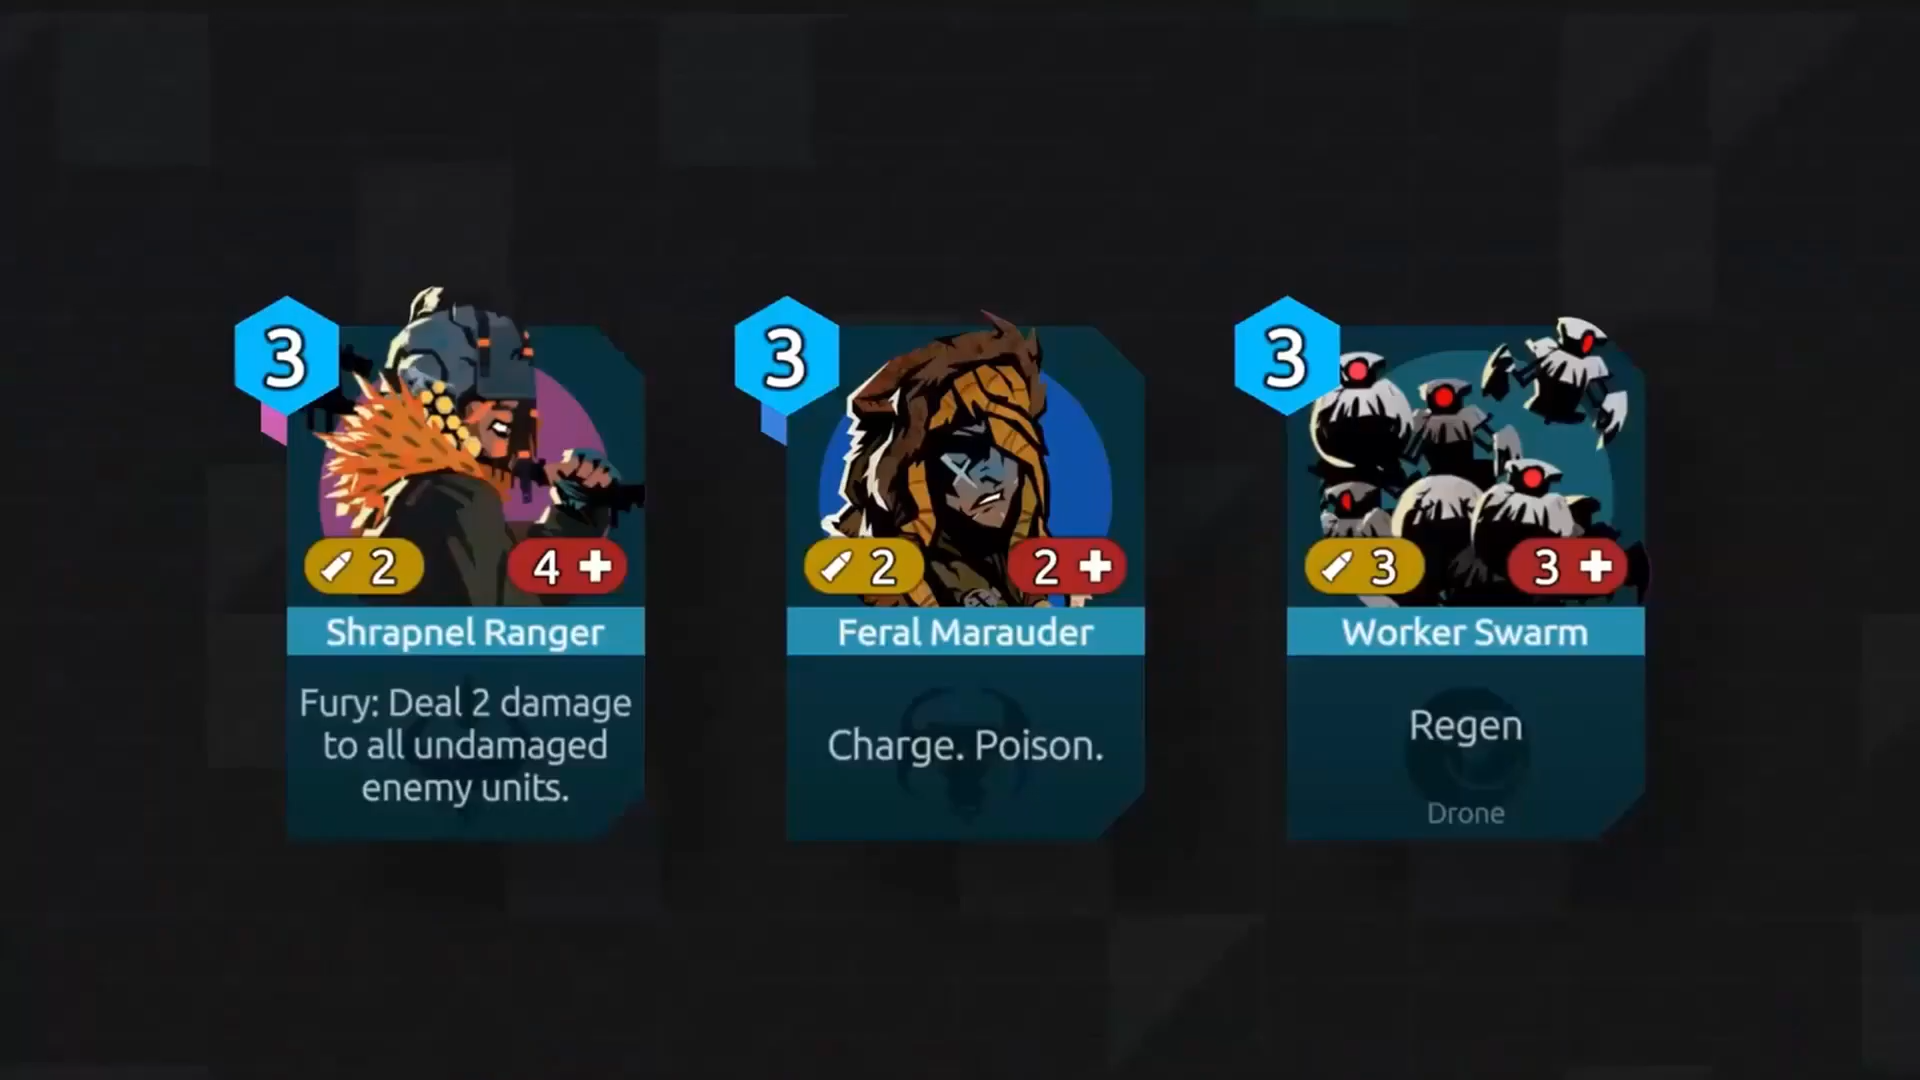 3
2
4
Shrapnel Ranger
Fury: Deal 2 damage
to all undamaged
enemy units.
3
2
2
Feral Marauder
Charge. Poison.
3
3
3
Worker Swarm
Regen
Drone